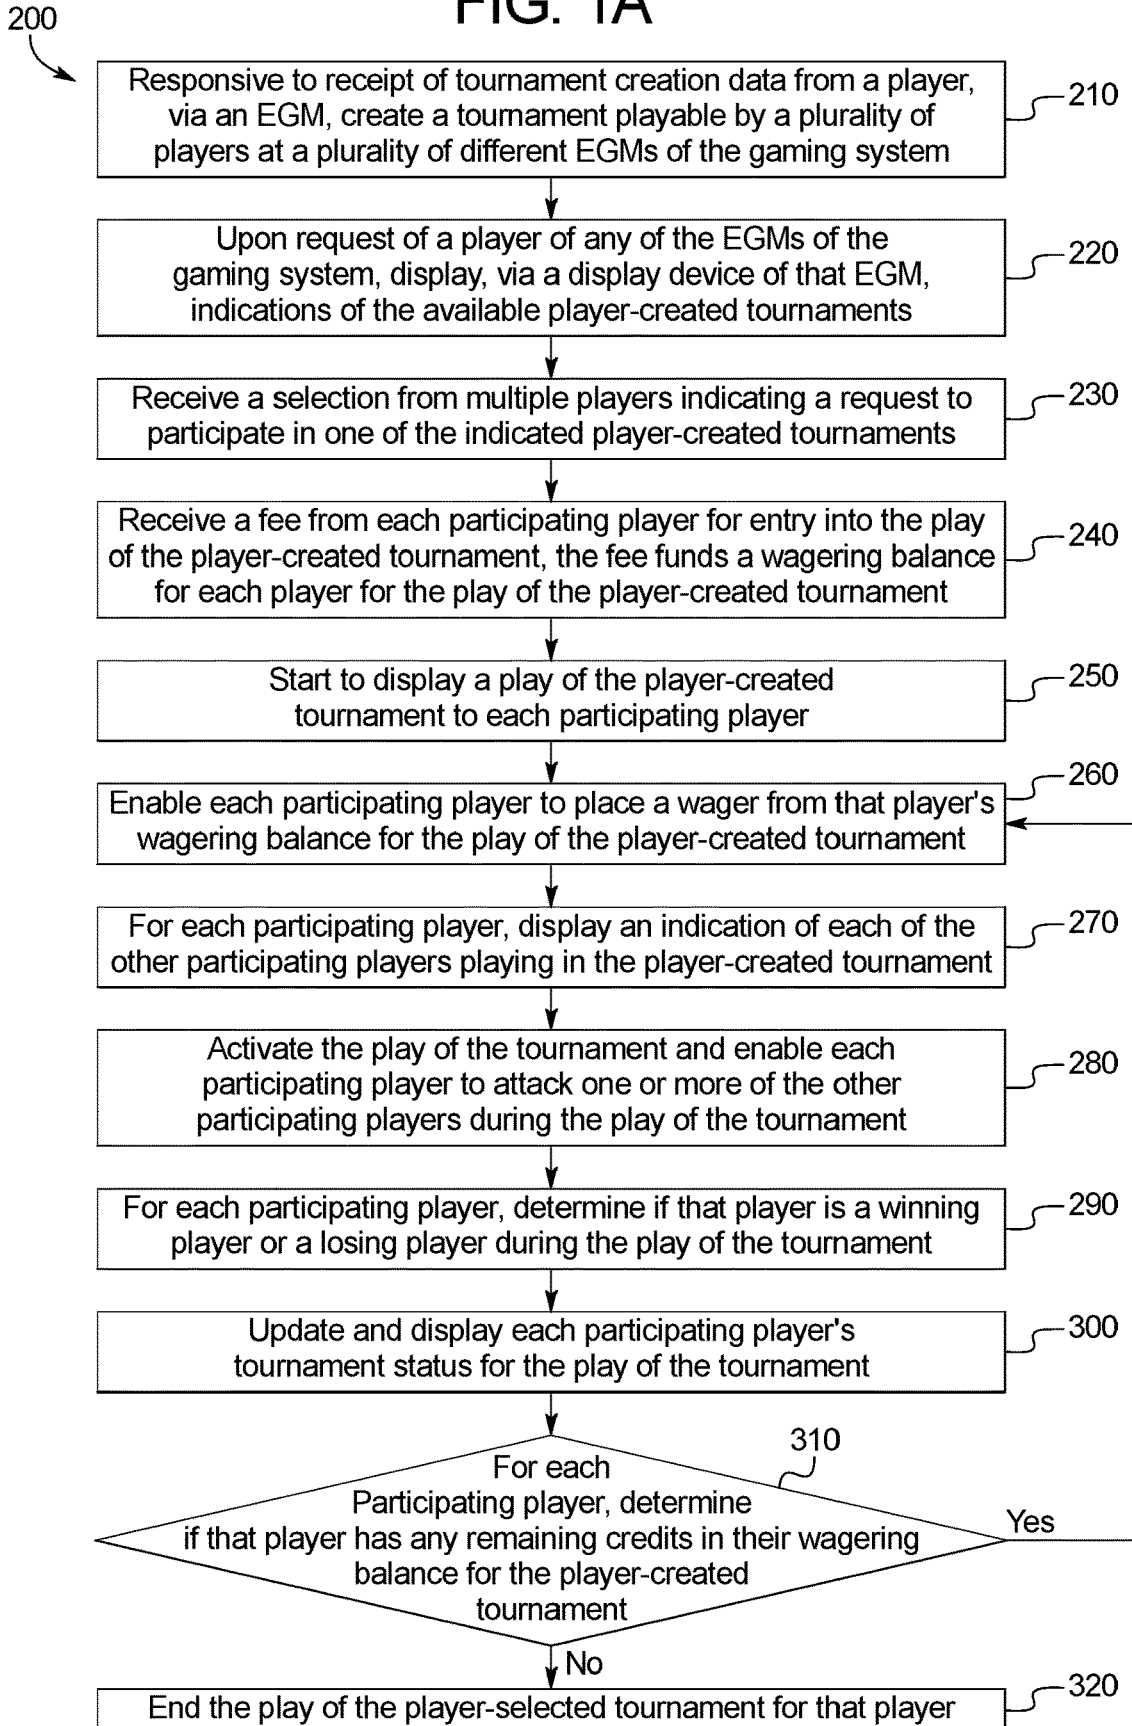 FIG. 1A
200
Responsive to receipt of tournament creation data from a player,
via an EGM, create a tournament playable by a plurality of
players at a plurality of different EGMs of the gaming system
210
Upon request of a player of any of the EGMs of the
gaming system, display, via a display device of that EGM,
indications of the available player-created tournaments
220
Receive a selection from multiple players indicating a request to
participate in one of the indicated player-created tournaments
230
Receive a fee from each participating player for entry into the play
of the player-created tournament, the fee funds a wagering balance
for each player for the play of the player-created tournament
240
Start to display a play of the player-created
tournament to each participating player
250
Enable each participating player to place a wager from that player's
wagering balance for the play of the player-created tournament
260
For each participating player, display an indication of each of the
other participating players playing in the player-created tournament
270
Activate the play of the tournament and enable each
participating player to attack one or more of the other
participating players during the play of the tournament
280
For each participating player, determine if that player is a winning
player or a losing player during the play of the tournament
290
Update and display each participating player's
tournament status for the play of the tournament
300
310
For each
Participating player, determine
if that player has any remaining credits in their wagering
balance for the player-created
tournament
Yes
No
End the play of the player-selected tournament for that player
320